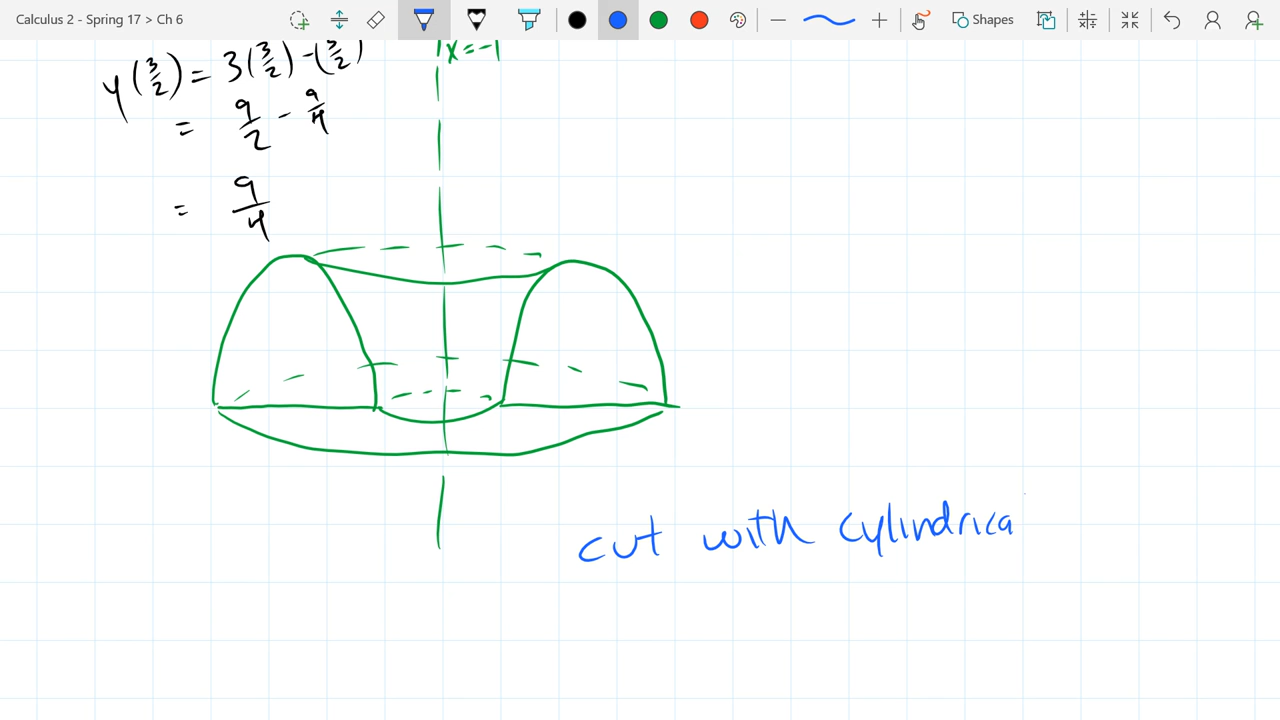 Calculus 2 - Spring 17 > Ch 6
Shapes
x = -1
y(3/2) = 3(3/2) - (3/2)
= 9/2 - 9/4
= 9/4
cut with cylindrica